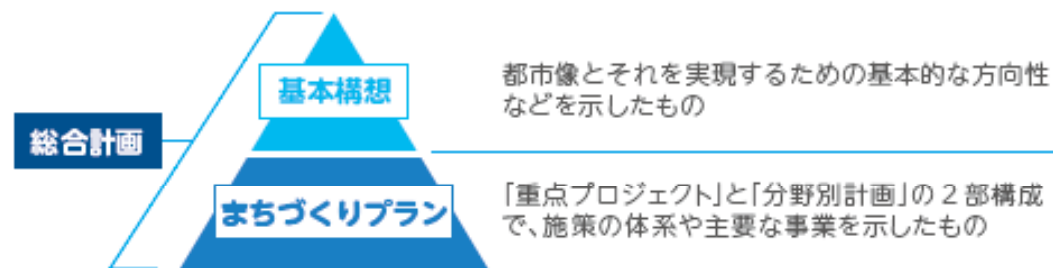 基本構想
都市像とそれを実現するための基本的な方向性
などを示したもの
総合計画
まちづくりプラン
「重点プロジェクト」と「分野別計画」の2部構成
で、施策の体系や主要な事業を示したもの